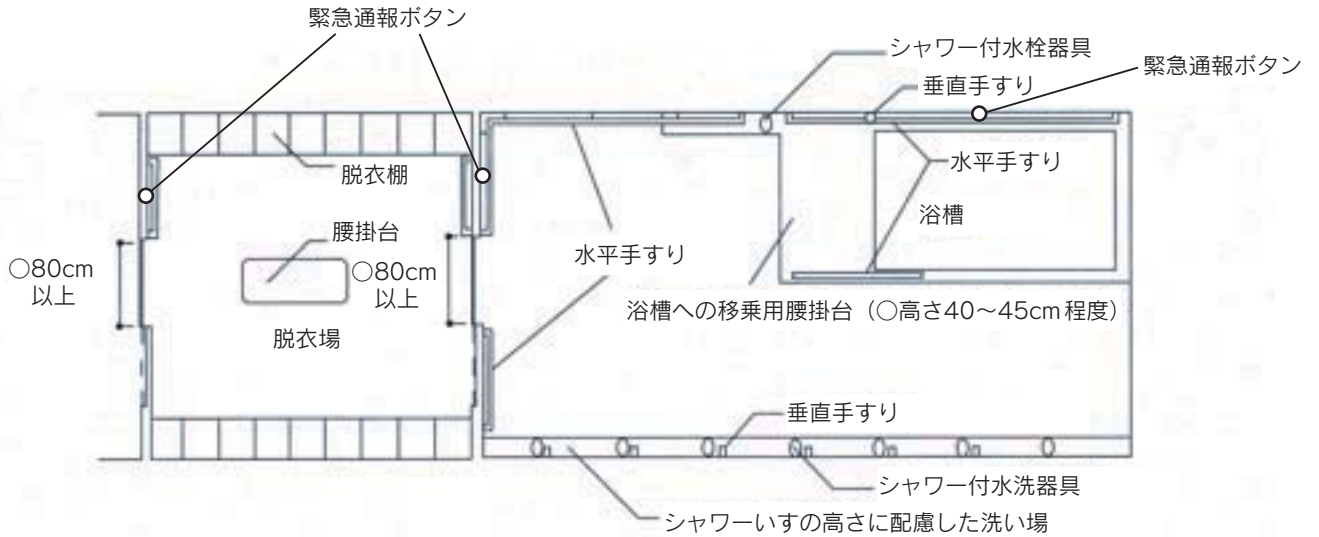 緊急通報ボタン
シャワー付水栓器具
緊急通報ボタン
垂直手すり
脱衣棚
水平手すり
浴槽
腰掛台
水平手すり
○80cm
以上
○80cm
以上
浴槽への移乗用腰掛台（○高さ40～45cm程度）
脱衣場
垂直手すり
シャワー付水洗器具
シャワーいすの高さに配慮した洗い場